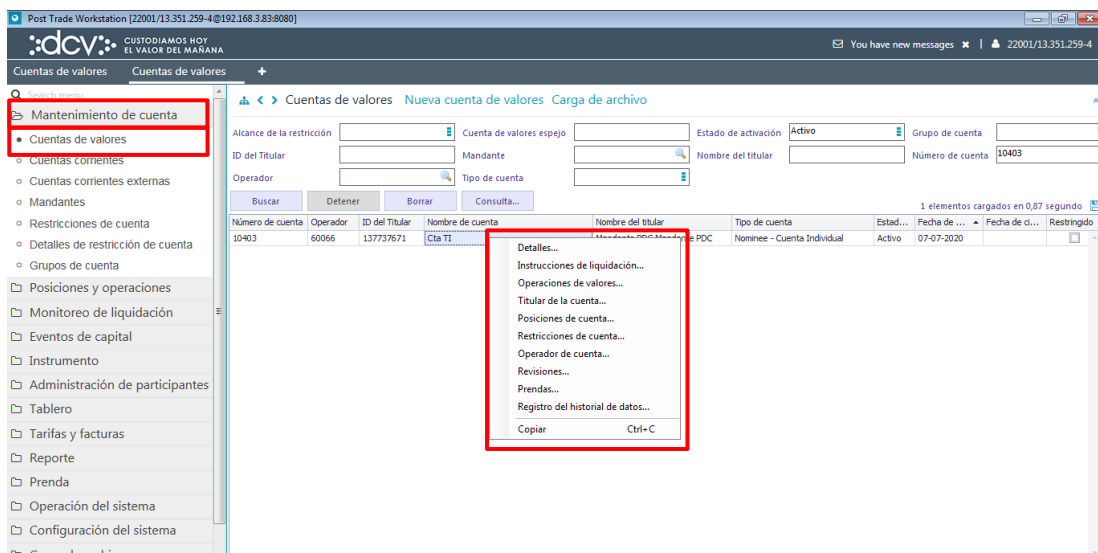 Post Trade Workstation [22001/13.351.259-4@192.168.3.83:8080]
dcv CUSTODIAMOS HOY
EL VALOR DEL MAÑANA
You have new messages | 22001/13.351.259-4
Cuentas de valores Cuentas de valores +
Search menu
Mantenimiento de cuenta
Cuentas de valores
Cuentas corrientes
Cuentas corrientes externas
Mandantes
Restricciones de cuenta
Detalles de restricción de cuenta
Grupos de cuenta
Posiciones y operaciones
Monitoreo de liquidación
Eventos de capital
Instrumento
Administración de participantes
Tablero
Tarifas y facturas
Reporte
Prenda
Operación del sistema
Configuración del sistema
Cuentas de valores Nueva cuenta de valores Carga de archivo
Alcance de la restricción Cuenta de valores espejo Estado de activación Activo Grupo de cuenta
ID del Titular Mandante Nombre del titular Número de cuenta 10403
Operador Tipo de cuenta
Buscar Detener Borrar Consulta...
1 elementos cargados en 0,87 segundo
Número de cuenta Operador ID del Titular Nombre de cuenta Nombre del titular Tipo de cuenta Estad... Fecha de ... Fecha de ci... Restringido
10403 60066 137737671 Cta TI Mandante PDC Mandante PDC Nominee - Cuenta Individual Activo 07-07-2020
Detalles...
Instrucciones de liquidación...
Operaciones de valores...
Titular de la cuenta...
Posiciones de cuenta...
Restricciones de cuenta...
Operador de cuenta...
Revisiones...
Prendas...
Registro del historial de datos...
Copiar Ctrl+C